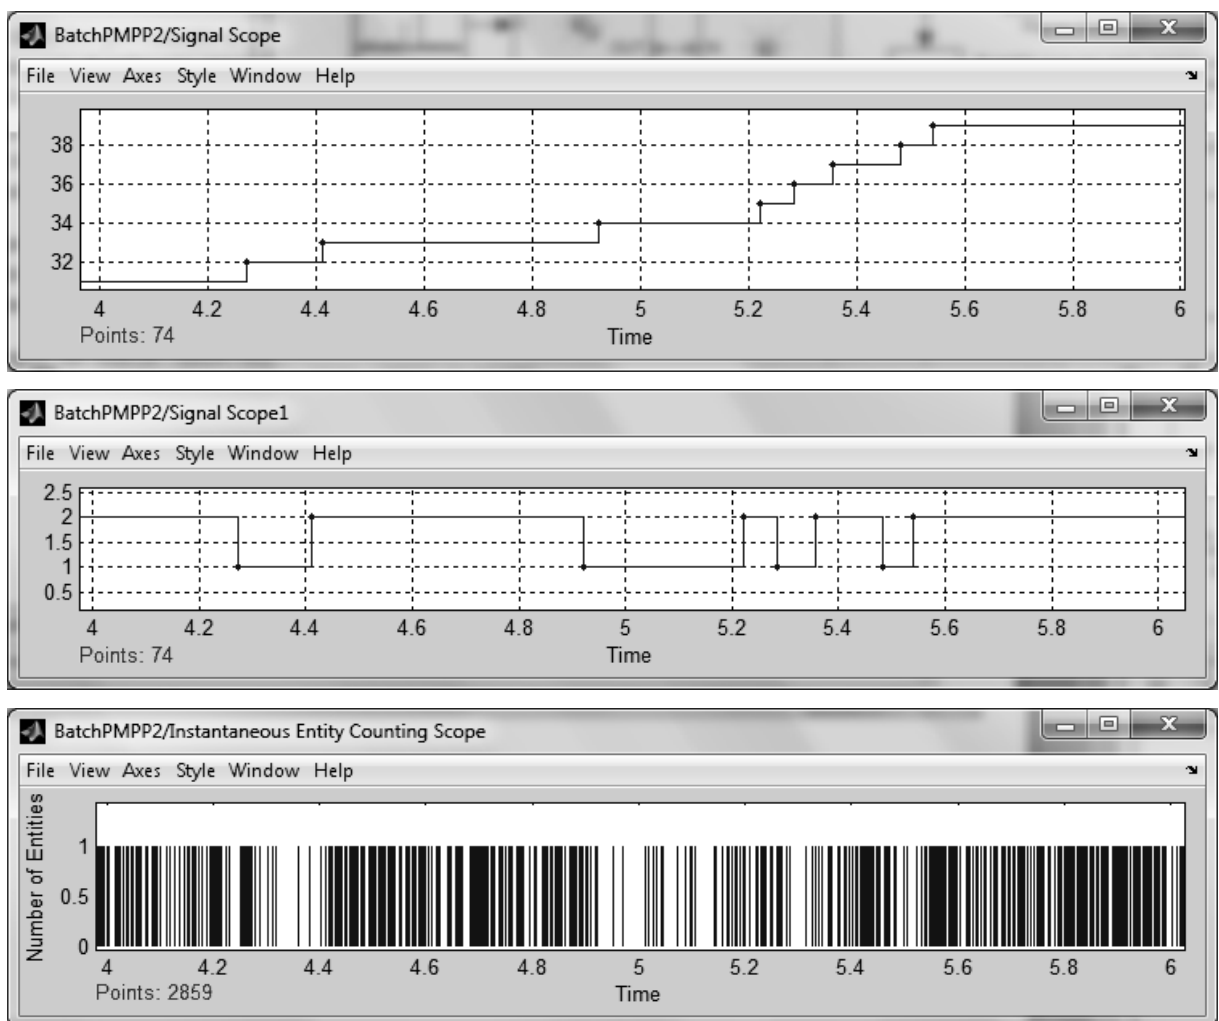 BatchPMPP2/Signal Scope
File View Axes Style Window Help
38
36
34
32
4 4.2 4.4 4.6 4.8 5 5.2 5.4 5.6 5.8 6
Points: 74
Time
BatchPMPP2/Signal Scope1
File View Axes Style Window Help
2.5
2
1.5
1
0.5
4 4.2 4.4 4.6 4.8 5 5.2 5.4 5.6 5.8 6
Points: 74
Time
BatchPMPP2/Instantaneous Entity Counting Scope
File View Axes Style Window Help
Number of Entities
1
0.5
0
4 4.2 4.4 4.6 4.8 5 5.2 5.4 5.6 5.8 6
Points: 2859
Time